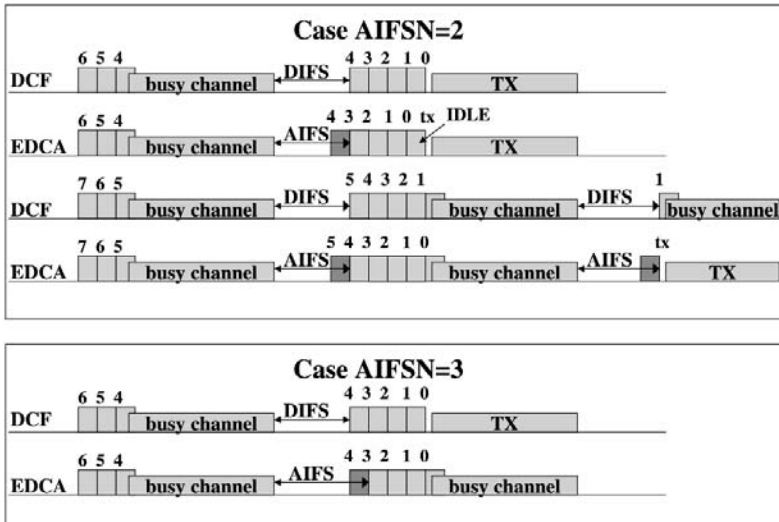 Case AIFSN=2
6 5 4 4 3 2 1 0
DCF busy channel DIFS TX
6 5 4 4 3 2 1 0 tx IDLE
EDCA busy channel AIFS TX
7 6 5 5 4 3 2 1 1
DCF busy channel DIFS busy channel DIFS busy channel
7 6 5 5 4 3 2 1 0 tx
EDCA busy channel AIFS busy channel AIFS TX
Case AIFSN=3
6 5 4 4 3 2 1 0
DCF busy channel DIFS TX
6 5 4 4 3 2 1 0
EDCA busy channel AIFS busy channel